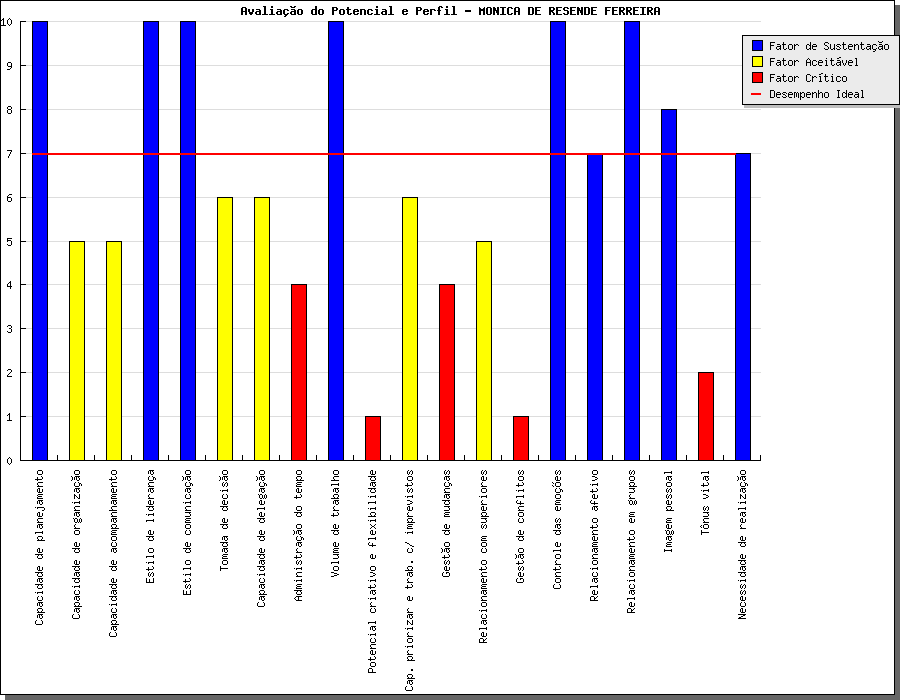 Avaliação do Potencial e Perfil - MONICA DE RESENDE FERREIRA
Fator de Sustentação
Fator Aceitável
Fator Crítico
Desempenho Ideal
10
9
8
7
6
5
4
3
2
1
0
Capacidade de planejamento
Capacidade de organização
Capacidade de acompanhamento
Estilo de liderança
Estilo de comunicação
Tomada de decisão
Capacidade de delegação
Administração do tempo
Volume de trabalho
Potencial criativo e flexibilidade
Cap. priorizar e trab. c/ imprevistos
Gestão de mudanças
Relacionamento com superiores
Gestão de conflitos
Controle das emoções
Relacionamento afetivo
Relacionamento em grupos
Imagem pessoal
Tônus vital
Necessidade de realização